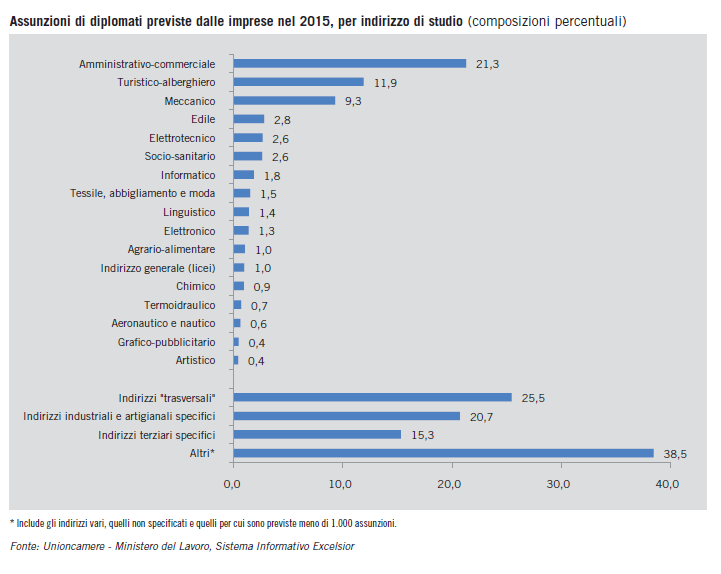 Assunzioni di diplomati previste dalle imprese nel 2015, per indirizzo di studio (composizioni percentuali)
Amministrativo-commerciale 21,3
Turistico-alberghiero 11,9
Meccanico 9,3
Edile 2,8
Elettrotecnico 2,6
Socio-sanitario 2,6
Informatico 1,8
Tessile, abbigliamento e moda 1,5
Linguistico 1,4
Elettronico 1,3
Agrario-alimentare 1,0
Indirizzo generale (licei) 1,0
Chimico 0,9
Termoidraulico 0,7
Aeronautico e nautico 0,6
Grafico-pubblicitario 0,4
Artistico 0,4
Indirizzi "trasversali" 25,5
Indirizzi industriali e artigianali specifici 20,7
Indirizzi terziari specifici 15,3
Altri* 38,5
0,0 10,0 20,0 30,0 40,0
* Include gli indirizzi vari, quelli non specificati e quelli per cui sono previste meno di 1.000 assunzioni.
Fonte: Unioncamere - Ministero del Lavoro, Sistema Informativo Excelsior